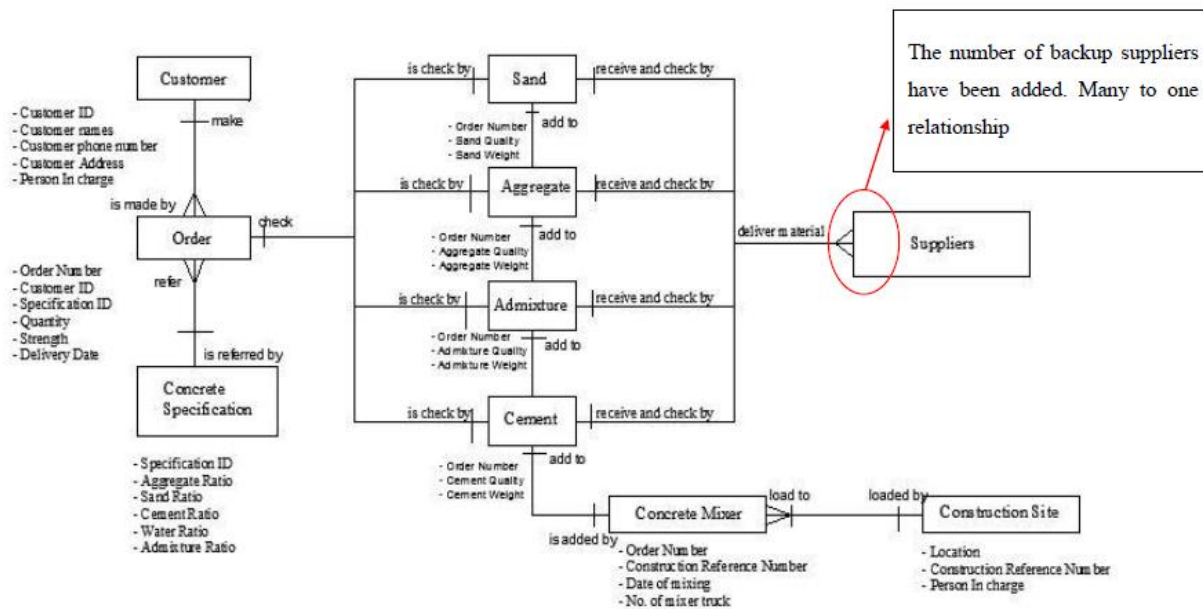 The number of backup suppliers
have been added. Many to one
relationship
Customer
- Customer ID
- Customer names
- Customer phone number
- Customer Address
- Person In charge
make
is made by
Order
check
- Order Number
- Customer ID
- Specification ID
- Quantity
- Strength
- Delivery Date
refer
is referred by
Concrete
Specification
- Specification ID
- Aggregate Ratio
- Sand Ratio
- Cement Ratio
- Water Ratio
- Admixture Ratio
is check by
Sand
receive and check by
- Order Number
- Sand Quality
- Sand Weight
add to
is check by
Aggregate
receive and check by
- Order Number
- Aggregate Quality
- Aggregate Weight
add to
deliver material
Suppliers
is check by
Admixture
receive and check by
- Order Number
- Admixture Quality
- Admixture Weight
add to
is check by
Cement
receive and check by
- Order Number
- Cement Quality
- Cement Weight
add to
is added by
Concrete Mixer
load to
loaded by
Construction Site
- Order Number
- Construction Reference Number
- Date of mixing
- No. of mixer truck
- Location
- Construction Reference Number
- Person In charge